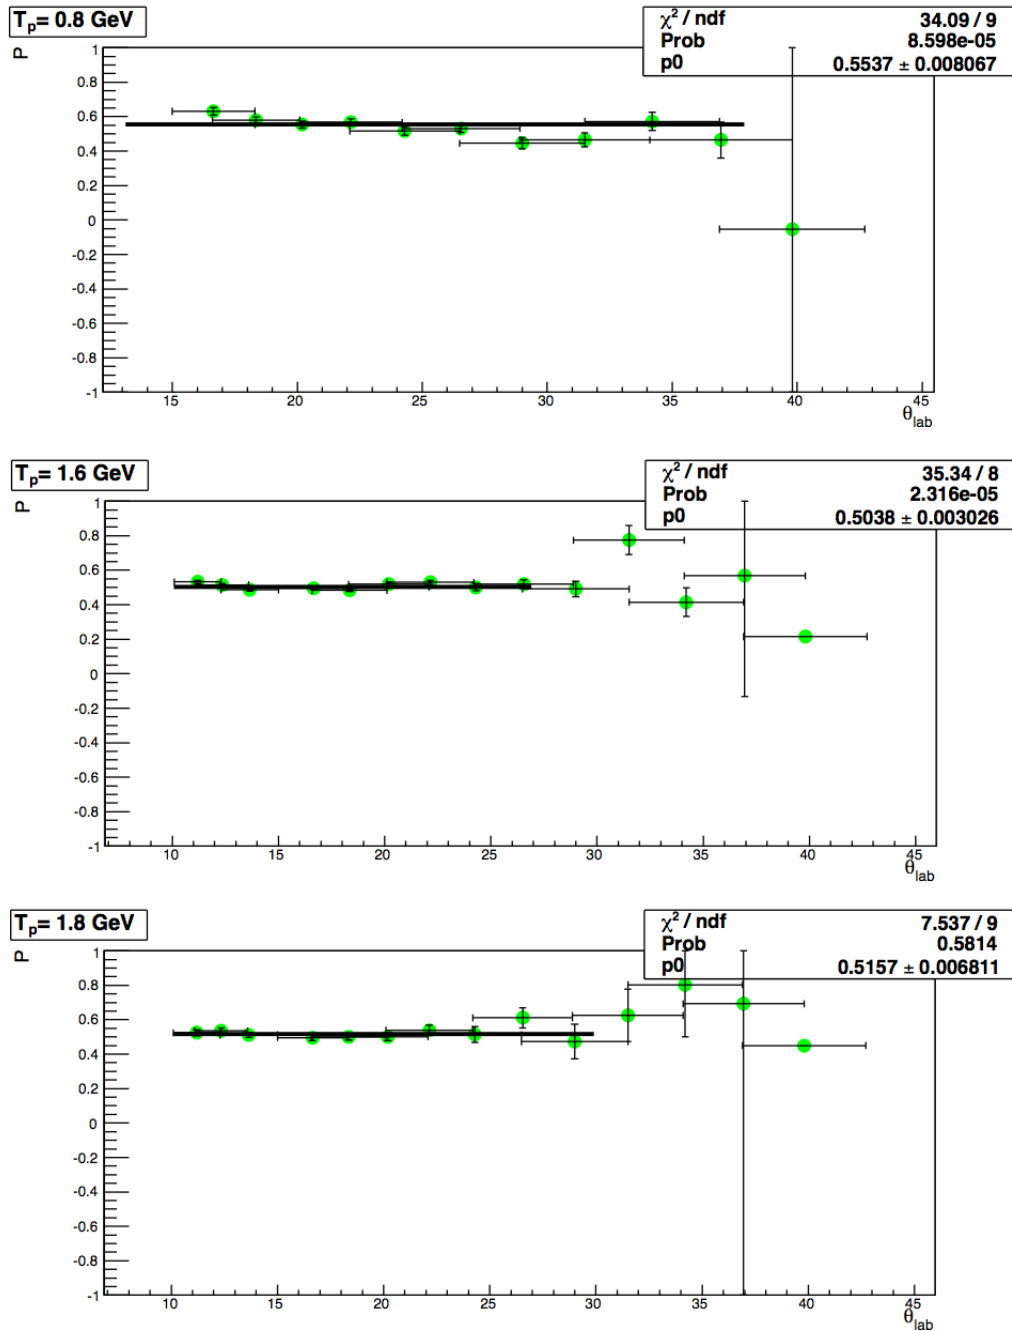 Tp= 0.8 GeV
χ² / ndf 34.09 / 9
Prob 8.598e-05
p0 0.5537 ± 0.008067
P
1
0.8
0.6
0.4
0.2
0
-0.2
-0.4
-0.6
-0.8
-1
15 20 25 30 35 40 45
θlab
Tp= 1.6 GeV
χ² / ndf 35.34 / 8
Prob 2.316e-05
p0 0.5038 ± 0.003026
P
1
0.8
0.6
0.4
0.2
0
-0.2
-0.4
-0.6
-0.8
-1
10 15 20 25 30 35 40 45
θlab
Tp= 1.8 GeV
χ² / ndf 7.537 / 9
Prob 0.5814
p0 0.5157 ± 0.006811
P
1
0.8
0.6
0.4
0.2
0
-0.2
-0.4
-0.6
-0.8
-1
10 15 20 25 30 35 40 45
θlab